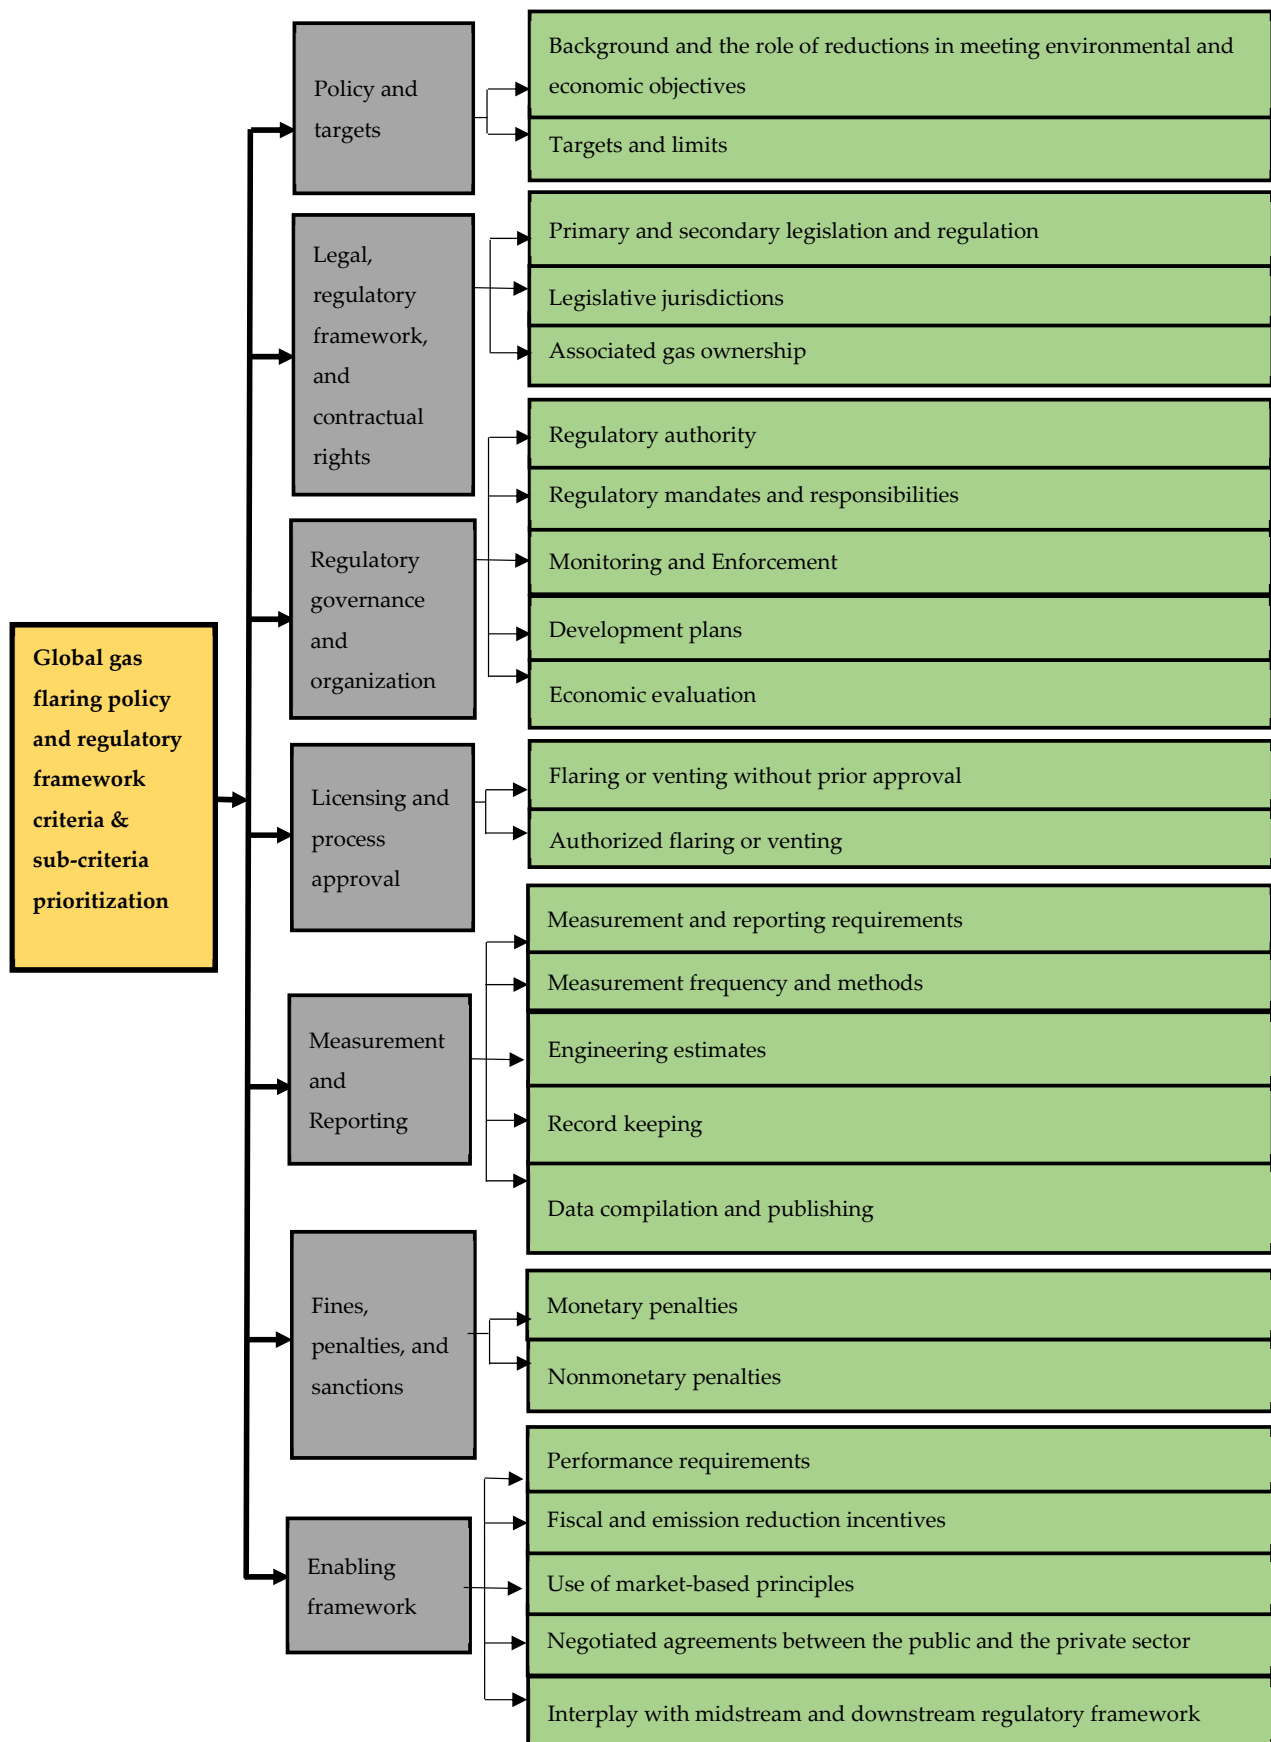 Global gas
flaring policy
and regulatory
framework
criteria &
sub-criteria
prioritization
Policy and
targets
Background and the role of reductions in meeting environmental and
economic objectives
Targets and limits
Legal,
regulatory
framework,
and
contractual
rights
Primary and secondary legislation and regulation
Legislative jurisdictions
Associated gas ownership
Regulatory
governance
and
organization
Regulatory authority
Regulatory mandates and responsibilities
Monitoring and Enforcement
Development plans
Economic evaluation
Licensing and
process
approval
Flaring or venting without prior approval
Authorized flaring or venting
Measurement
and
Reporting
Measurement and reporting requirements
Measurement frequency and methods
Engineering estimates
Record keeping
Data compilation and publishing
Fines,
penalties, and
sanctions
Monetary penalties
Nonmonetary penalties
Enabling
framework
Performance requirements
Fiscal and emission reduction incentives
Use of market-based principles
Negotiated agreements between the public and the private sector
Interplay with midstream and downstream regulatory framework